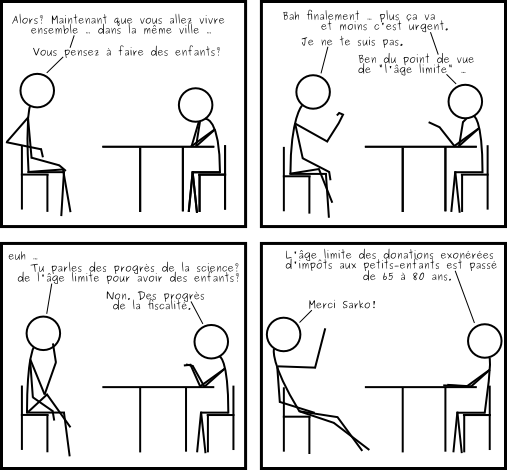 Alors? Maintenant que vous allez vivre
ensemble .. dans la même ville ..
Vous pensez à faire des enfants?
Bah finalement .. plus ça va
et moins c'est urgent.
Je ne te suis pas.
Ben du point de vue
de "l'âge limite" ..
euh ..
Tu parles des progrès de la science?
de l'âge limite pour avoir des enfants?
Non. Des progrès
de la fiscalité.
L'âge limite des donations exonérées
d'impôts aux petits-enfants est passé
de 65 à 80 ans.
Merci Sarko!